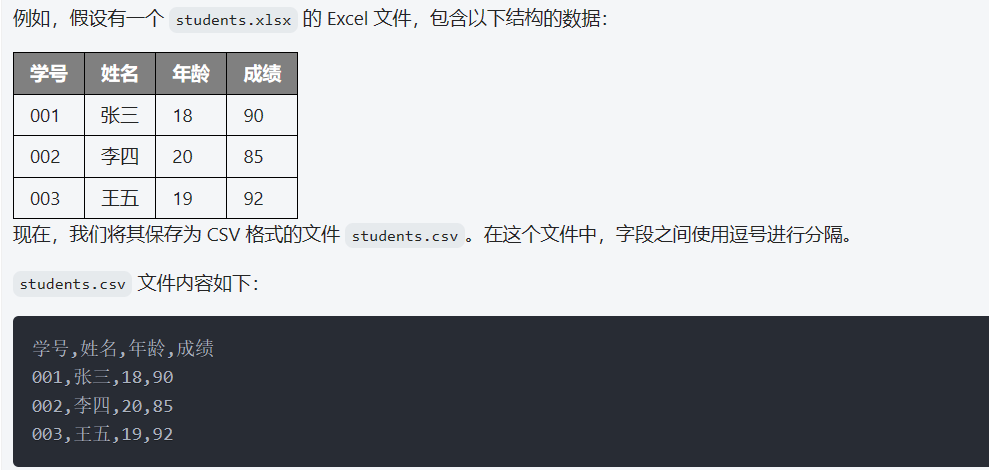 例如，假设有一个 students.xlsx 的 Excel 文件，包含以下结构的数据：
学号 姓名 年龄 成绩
001 张三 18 90
002 李四 20 85
003 王五 19 92
现在，我们将其保存为 CSV 格式的文件 students.csv。在这个文件中，字段之间使用逗号进行分隔。
students.csv 文件内容如下：
学号,姓名,年龄,成绩
001,张三,18,90
002,李四,20,85
003,王五,19,92